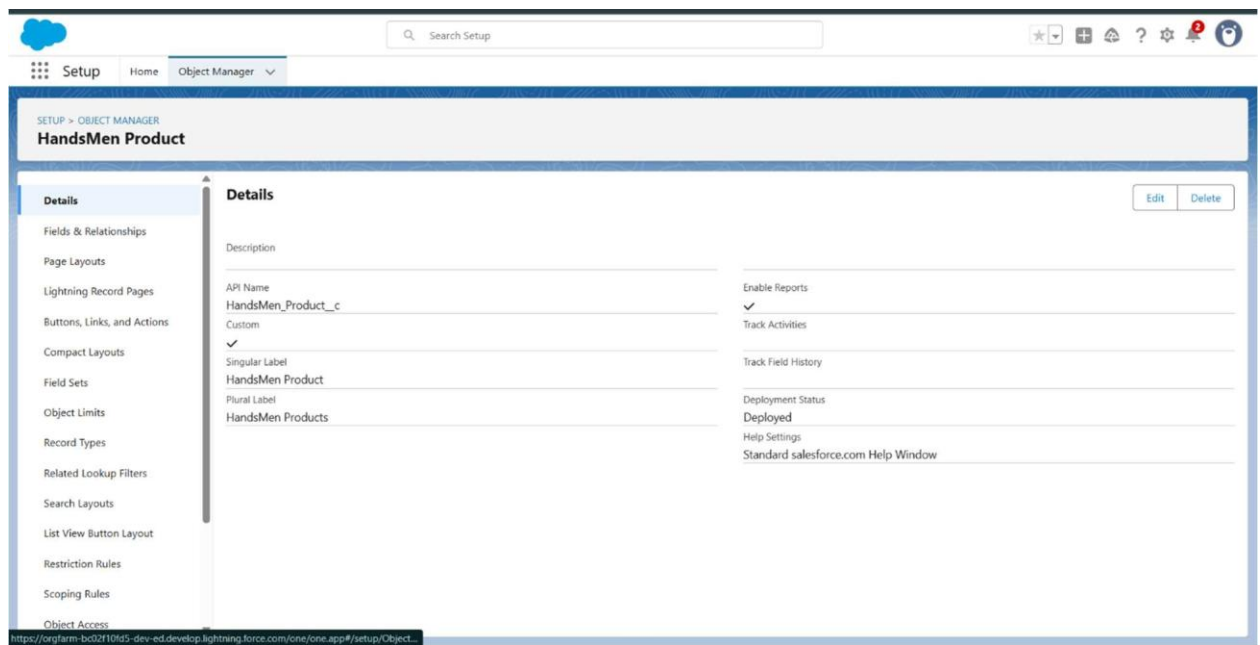 Search Setup
2
Setup
Home
Object Manager
SETUP > OBJECT MANAGER
HandsMen Product
Details
Fields & Relationships
Page Layouts
Lightning Record Pages
Buttons, Links, and Actions
Compact Layouts
Field Sets
Object Limits
Record Types
Related Lookup Filters
Search Layouts
List View Button Layout
Restriction Rules
Scoping Rules
Object Access
Details
Edit
Delete
Description
API Name
HandsMen_Product__c
Custom
Singular Label
HandsMen Product
Plural Label
HandsMen Products
Enable Reports
Track Activities
Track Field History
Deployment Status
Deployed
Help Settings
Standard salesforce.com Help Window
https://orgfarm-bc02f10fd5-dev-ed.develop.lightning.force.com/one/one.app#/setup/Object...